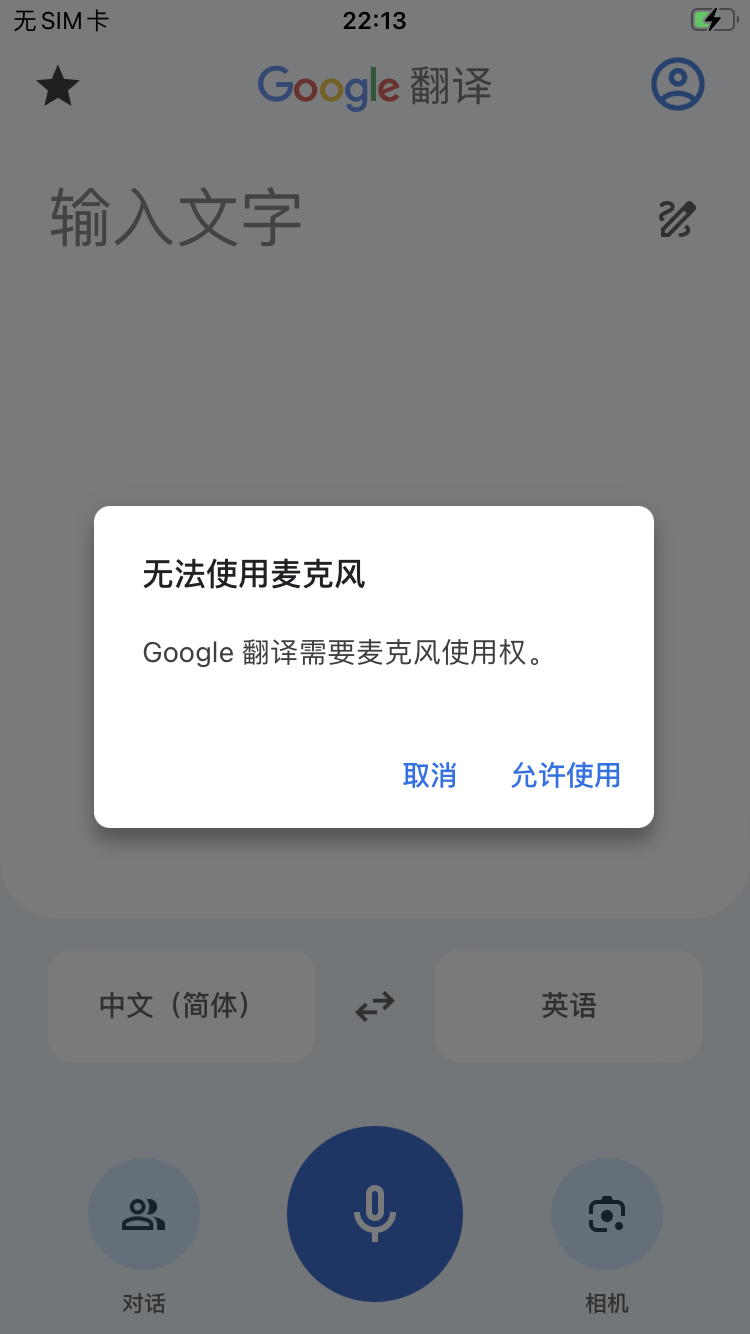 无 SIM 卡
22:13
Google 翻译
输入文字
无法使用麦克风
Google 翻译需要麦克风使用权。
取消 允许使用
中文（简体） 英语
对话 相机